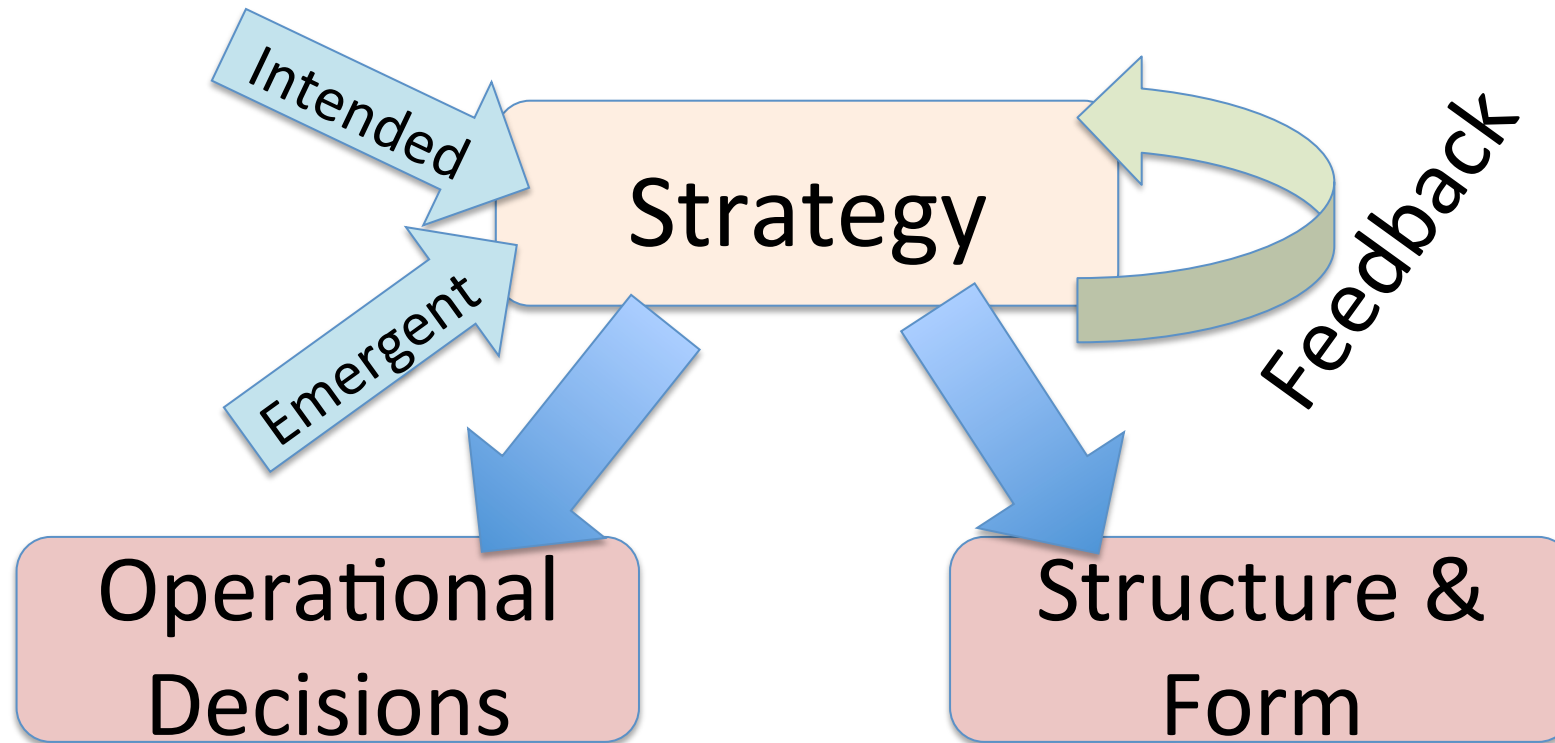 Intended
Strategy
Feedback
Emergent
Operational
Decisions
Structure &
Form